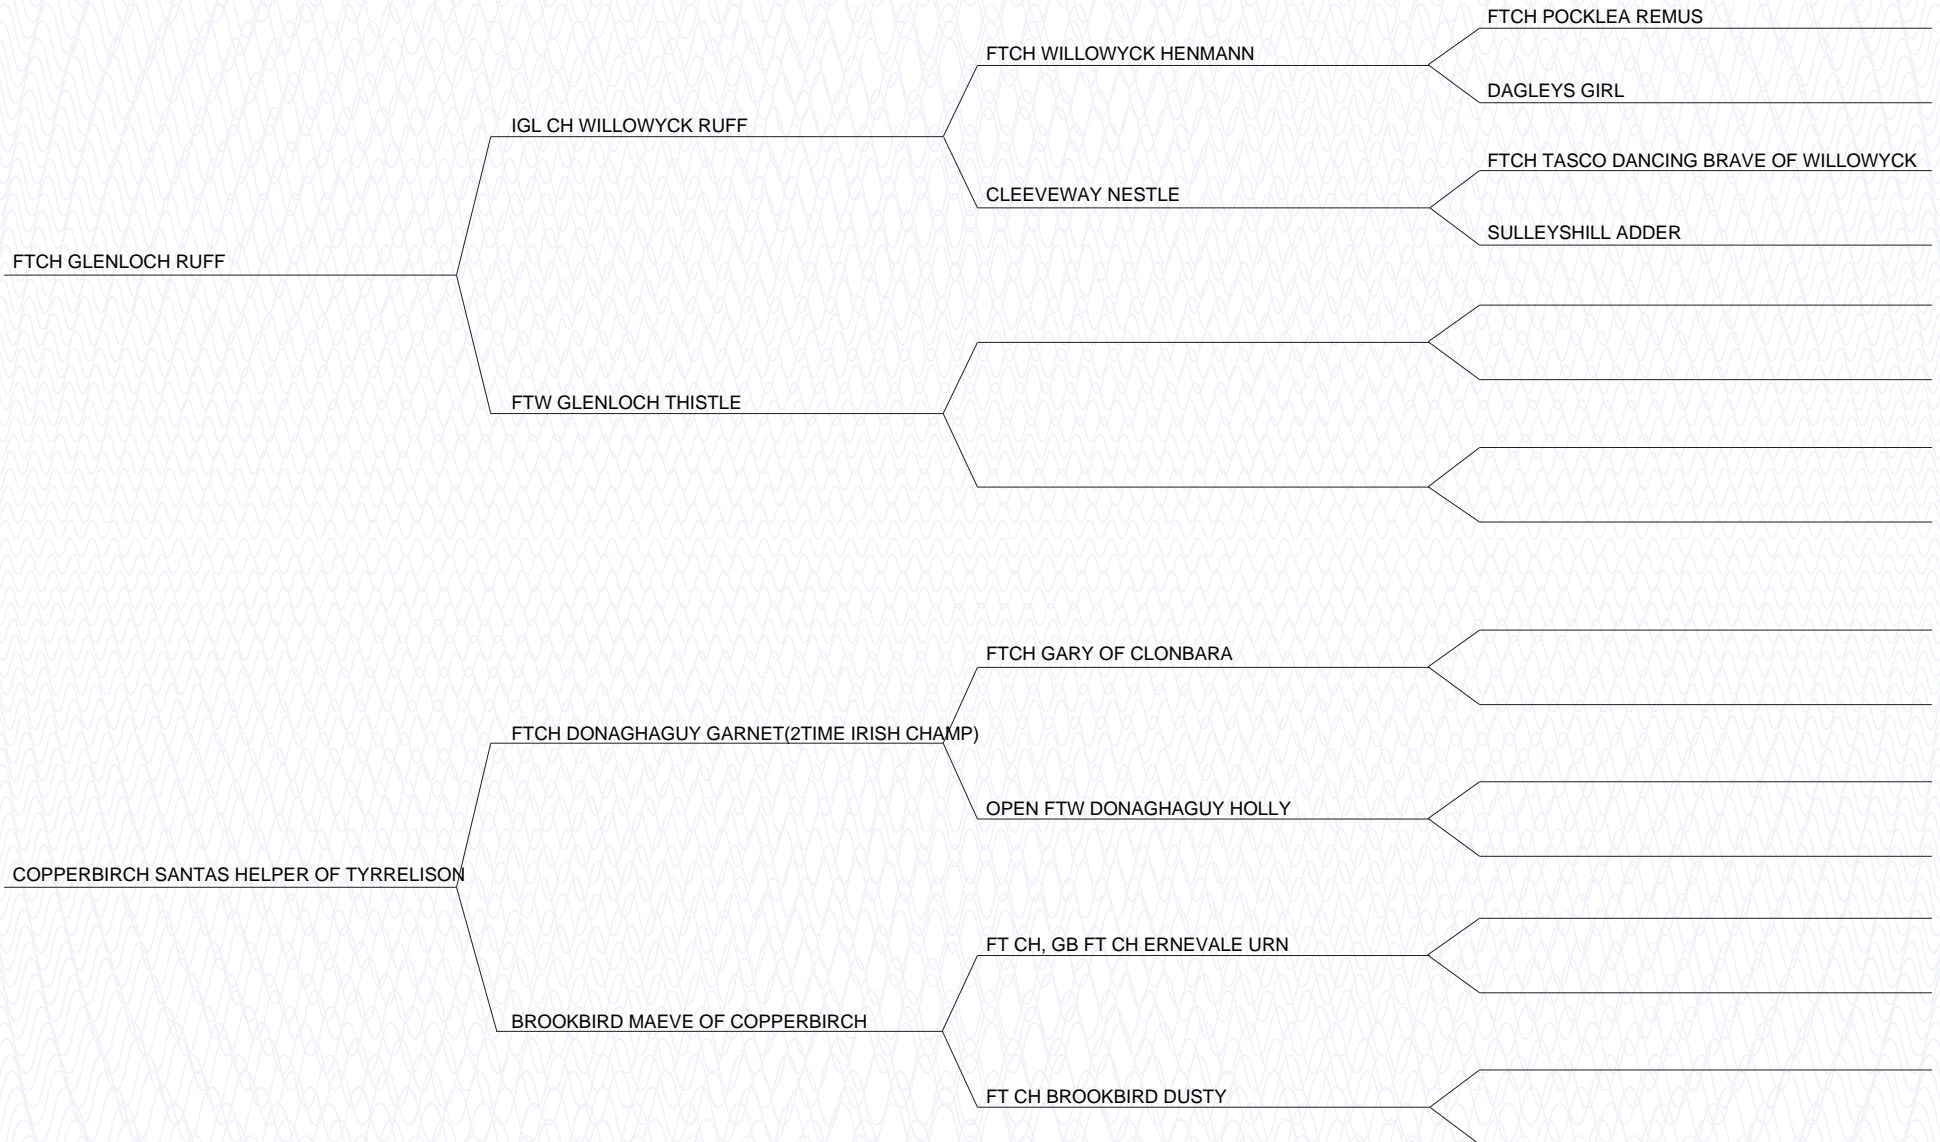 FTCH POCKLEA REMUS
FTCH WILLOWYCK HENMANN
DAGLEYS GIRL
IGL CH WILLOWYCK RUFF
FTCH TASCO DANCING BRAVE OF WILLOWYCK
CLEEVEWAY NESTLE
SULLEYSHILL ADDER
FTCH GLENLOCH RUFF
FTW GLENLOCH THISTLE
FTCH GARY OF CLONBARA
FTCH DONAGHAGUY GARNET(2TIME IRISH CHAMP)
OPEN FTW DONAGHAGUY HOLLY
COPPERBIRCH SANTAS HELPER OF TYRRELISON
FT CH, GB FT CH ERNEVALE URN
BROOKBIRD MAEVE OF COPPERBIRCH
FT CH BROOKBIRD DUSTY